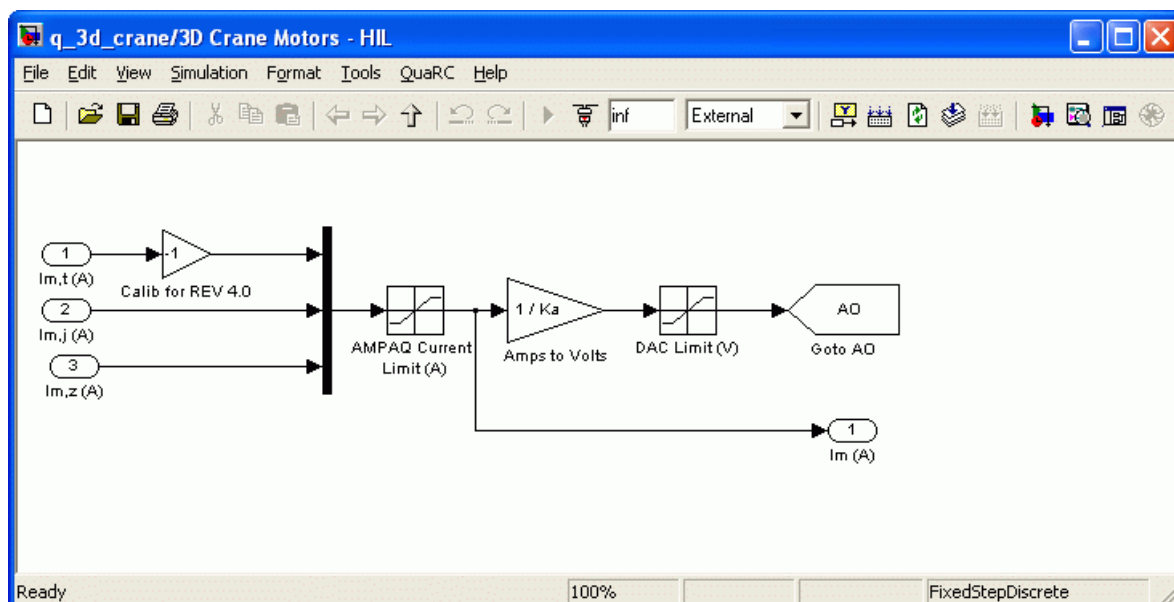 q_3d_crane/3D Crane Motors - HIL
File Edit View Simulation Format Tools QuaRC Help
inf External
1
Im,t (A)
-1
Calib for REV 4.0
2
Im,j (A)
3
Im,z (A)
AMPAQ Current
Limit (A)
1 / Ka
Amps to Volts
DAC Limit (V)
AO
Goto AO
1
Im (A)
Ready 100% FixedStepDiscrete